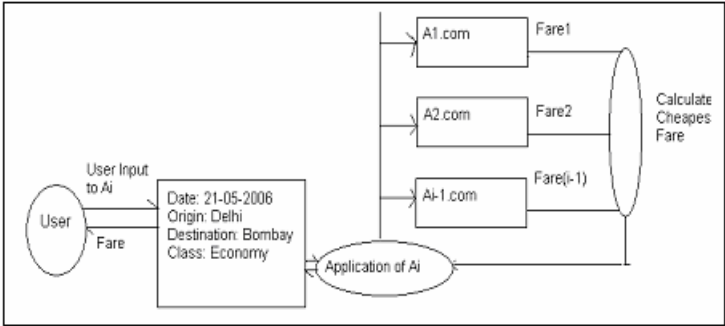 A1.com
Fare1
A2.com
Fare2
Ai-1.com
Fare(i-1)
Calculate
Cheapes
Fare
User Input
to Ai
User
Fare
Date: 21-05-2006
Origin: Delhi
Destination: Bombay
Class: Economy
Application of Ai